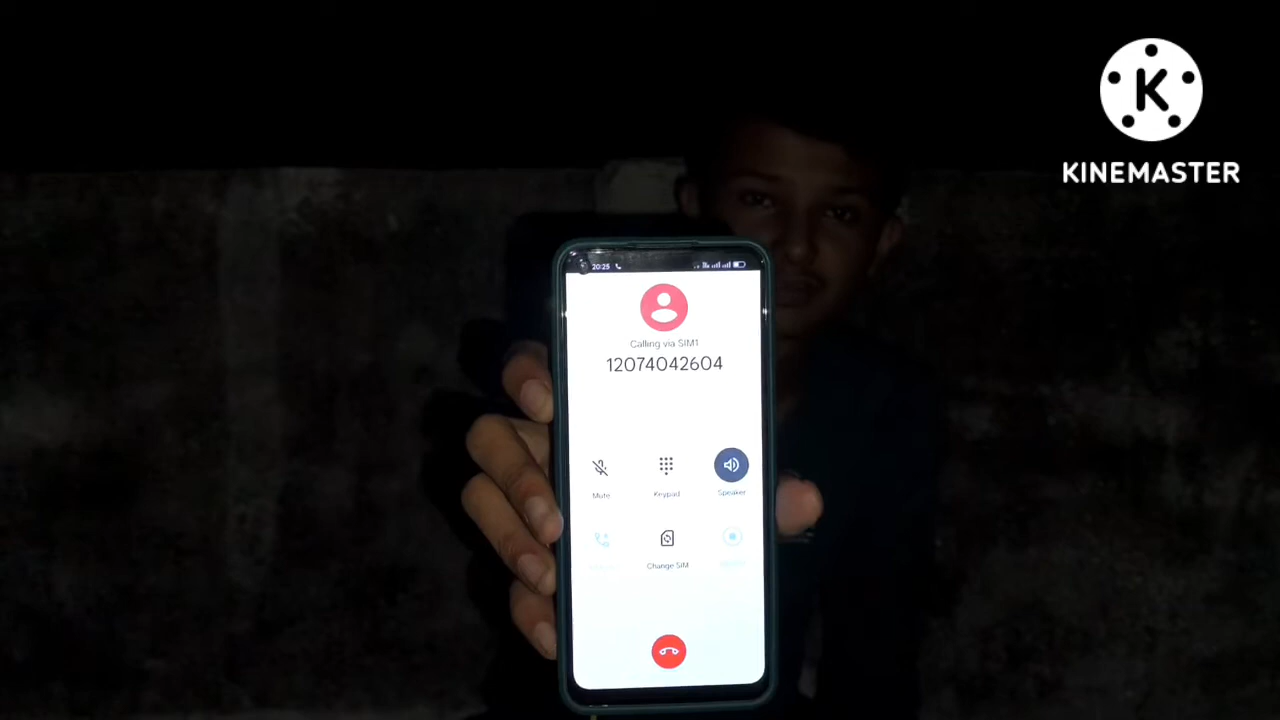 KINEMASTER
20:25
Calling via SIM1
12074042604
Mute Keypad Speaker
Change SIM